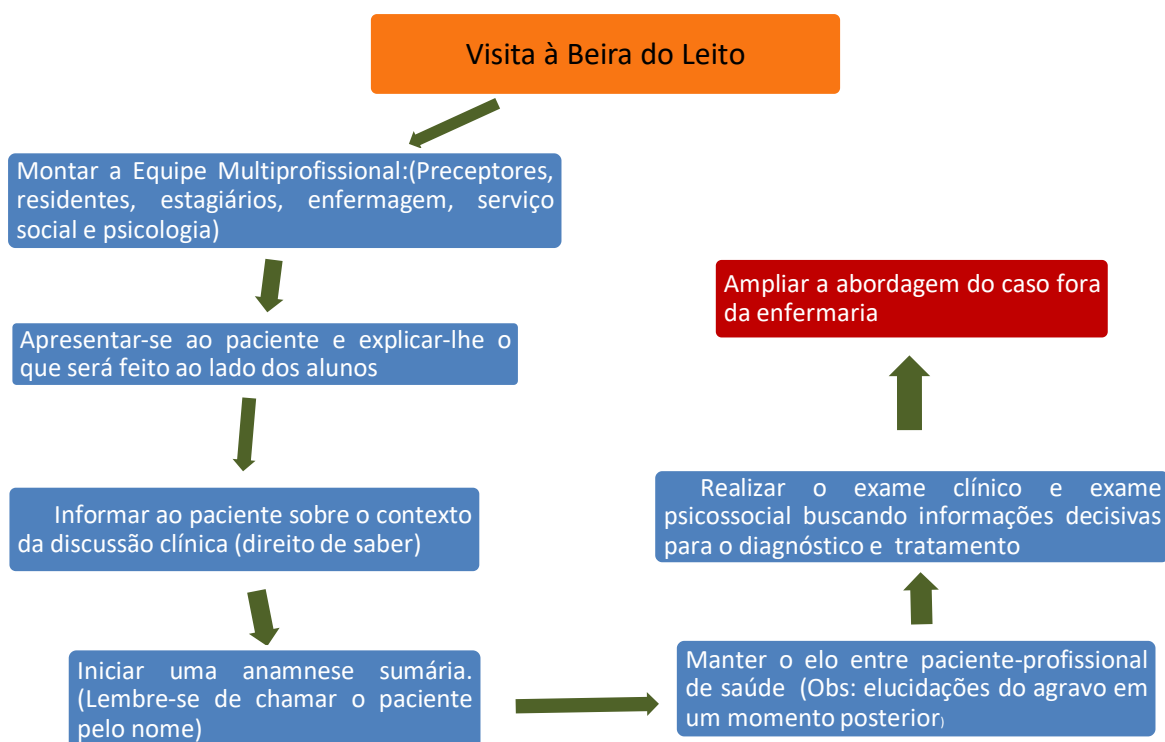 Visita à Beira do Leito
Montar a Equipe Multiprofissional:(Preceptores,
residentes, estagiários, enfermagem, serviço
social e psicologia)
Apresentar-se ao paciente e explicar-lhe o
que será feito ao lado dos alunos
Informar ao paciente sobre o contexto
da discussão clínica (direito de saber)
Iniciar uma anamnese sumária.
(Lembre-se de chamar o paciente
pelo nome)
Manter o elo entre paciente-profissional
de saúde (Obs: elucidações do agravo em
um momento posterior)
Realizar o exame clínico e exame
psicossocial buscando informações decisivas
para o diagnóstico e tratamento
Ampliar a abordagem do caso fora
da enfermaria